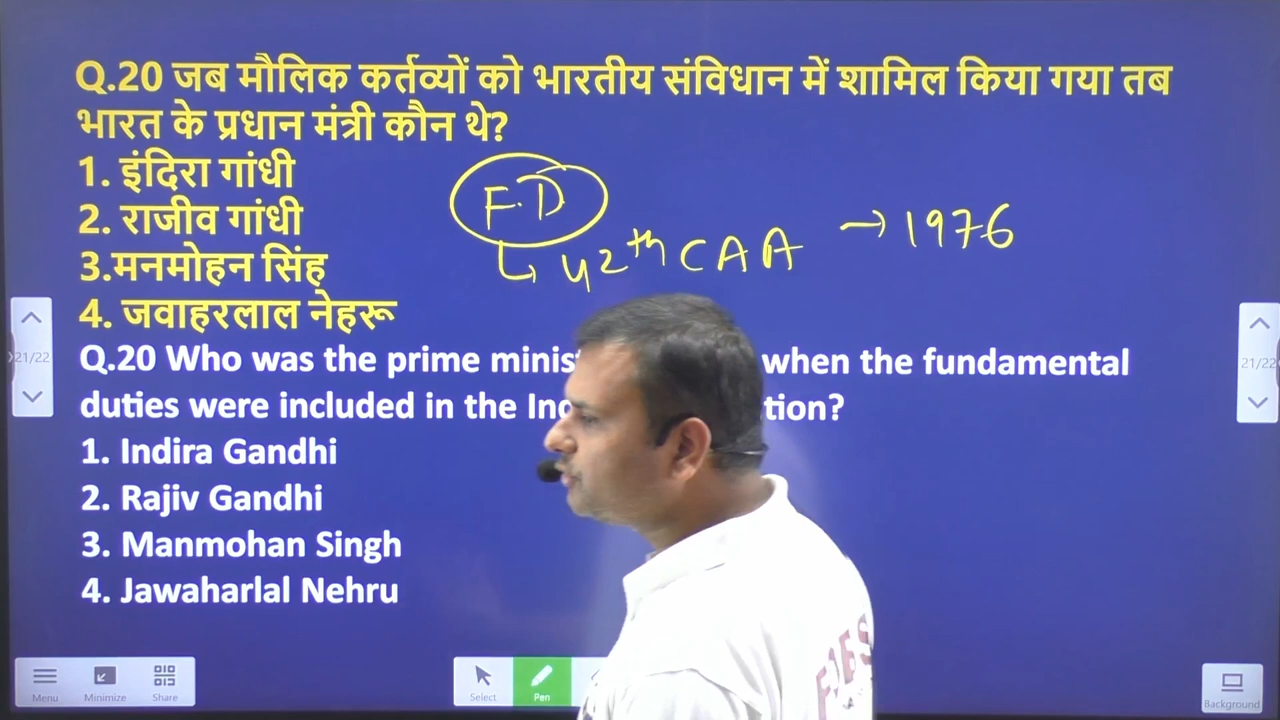 Q.20 जब मौलिक कर्तव्यों को भारतीय संविधान में शामिल किया गया तब
भारत के प्रधान मंत्री कौन थे?
1. इंदिरा गांधी
2. राजीव गांधी
3.मनमोहन सिंह
4. जवाहरलाल नेहरू
F.D
42th CAA → 1976
Q.20 Who was the prime minist when the fundamental
duties were included in the Ind tion?
1. Indira Gandhi
2. Rajiv Gandhi
3. Manmohan Singh
4. Jawaharlal Nehru
21/22
21/22
Menu
Minimize
Share
Select
Pen
Background